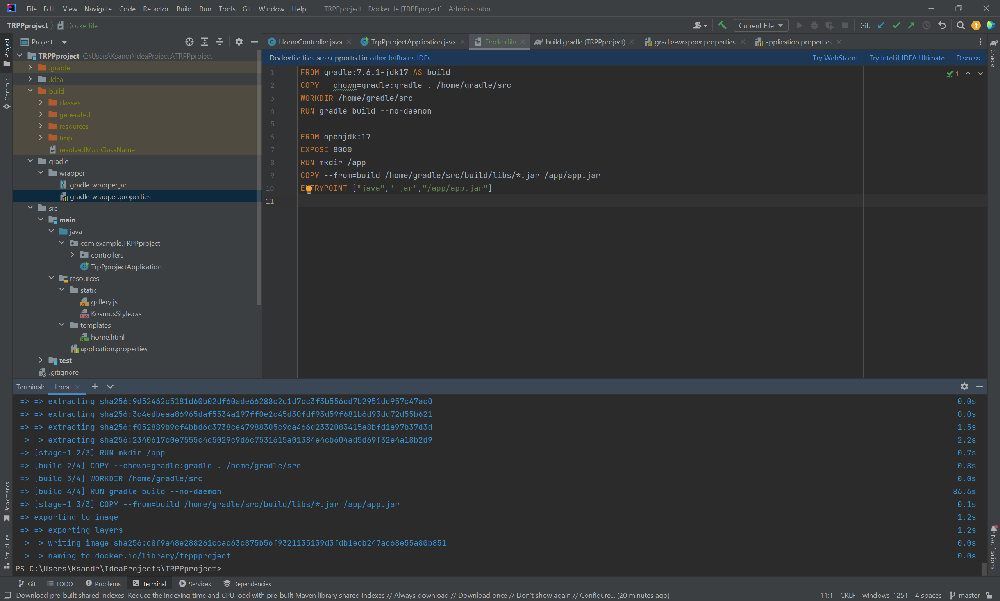 File Edit View Navigate Code Refactor Build Run Tools Git Window Help TRPPproject - Dockerfile [TRPPproject] - Administrator
TRPPproject Dockerfile Current File Git:
Project
HomeController.java TrpPprojectApplication.java Dockerfile build.gradle (TRPPproject) gradle-wrapper.properties application.properties
Project
Commit
Bookmarks
Structure
TRPPproject C:\Users\Ksandr\IdeaProjects\TRPPproject
.gradle
.idea
build
classes
generated
resources
tmp
resolvedMainClassName
gradle
wrapper
gradle-wrapper.jar
gradle-wrapper.properties
src
main
java
com.example.TRPPproject
controllers
TrpPprojectApplication
resources
static
gallery.js
KosmosStyle.css
templates
home.html
application.properties
test
.gitignore
Dockerfile files are supported in other JetBrains IDEs Try WebStorm Try IntelliJ IDEA Ultimate Dismiss
1 FROM gradle:7.6.1-jdk17 AS build
2 COPY --chown=gradle:gradle . /home/gradle/src
3 WORKDIR /home/gradle/src
4 RUN gradle build --no-daemon
5
6 FROM openjdk:17
7 EXPOSE 8000
8 RUN mkdir /app
9 COPY --from=build /home/gradle/src/build/libs/*.jar /app/app.jar
10 ENTRYPOINT ["java","-jar","/app/app.jar"]
11
1
Gradle
Notifications
Terminal: Local
=> => extracting sha256:9d52462c5181d60b02df60ade66288c2c1d7cc3f3b556cd7b2951dd957c47ac0 0.0s
=> => extracting sha256:3c4edbeaa86965daf5534a197ff0e2c45d30fdf93d59f681b6d93dd72d55b621 0.0s
=> => extracting sha256:f052889b9cf4bbd6d3738ce47988305c9ca466d2332083415a8bfd1a97b37d3d 1.5s
=> => extracting sha256:2340617c0e7555c4c5029c9d6c7531615a01384e4cb604ad5d69f32e4a18b2d9 2.2s
=> [stage-1 2/3] RUN mkdir /app 0.7s
=> [build 2/4] COPY --chown=gradle:gradle . /home/gradle/src 0.8s
=> [build 3/4] WORKDIR /home/gradle/src 0.0s
=> [build 4/4] RUN gradle build --no-daemon 86.6s
=> [stage-1 3/3] COPY --from=build /home/gradle/src/build/libs/*.jar /app/app.jar 0.1s
=> exporting to image 1.2s
=> => exporting layers 1.2s
=> => writing image sha256:c8f9a48e288261ccac63c875b56f9321135139d3fdb1ecb247ac68e55a80b851 0.0s
=> => naming to docker.io/library/trppproject 0.0s
PS C:\Users\Ksandr\IdeaProjects\TRPPproject>
Git TODO Problems Terminal Services Dependencies
Download pre-built shared indexes: Reduce the indexing time and CPU load with pre-built Maven library shared indexes // Always download // Download once // Don't show again // Configure... (20 minutes ago) 11:1 CRLF windows-1251 4 spaces master